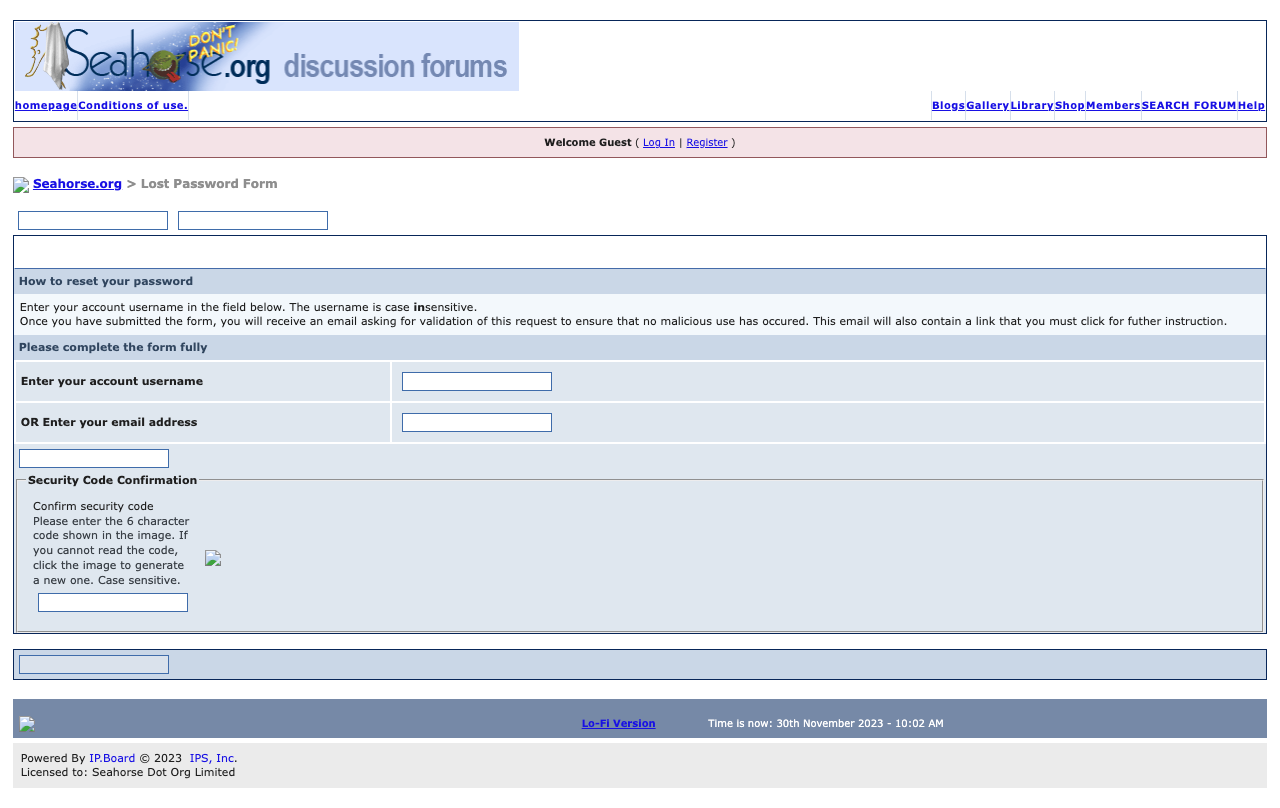 DON'T PANIC!
Seahorse.org discussion forums
homepage Conditions of use. Blogs Gallery Library Shop Members SEARCH FORUM Help
Welcome Guest ( Log In | Register )
Seahorse.org > Lost Password Form
How to reset your password
Enter your account username in the field below. The username is case insensitive.
Once you have submitted the form, you will receive an email asking for validation of this request to ensure that no malicious use has occured. This email will also contain a link that you must click for futher instruction.
Please complete the form fully
Enter your account username
OR Enter your email address
Security Code Confirmation
Confirm security code
Please enter the 6 character
code shown in the image. If
you cannot read the code,
click the image to generate
a new one. Case sensitive.
Lo-Fi Version Time is now: 30th November 2023 - 10:02 AM
Powered By IP.Board © 2023 IPS, Inc.
Licensed to: Seahorse Dot Org Limited